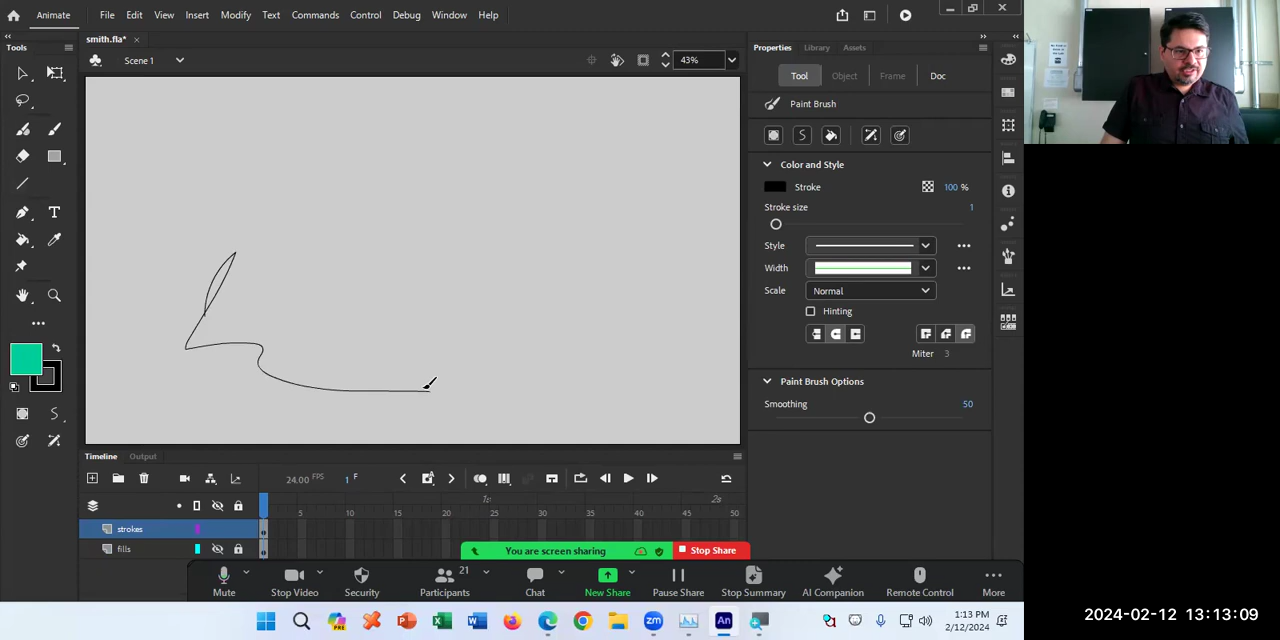 Animate File Edit View Insert Modify Text Commands Control Debug Window Help
Tools
smith.fla* ×
Scene 1
43%
Properties Library Assets
Tool Object Frame Doc
Paint Brush
Color and Style
Stroke 100 %
Stroke size 1
Style
Width
Scale Normal
Hinting
Miter 3
Paint Brush Options
Smoothing 50
Timeline Output
24.00 FPS 1 F
1s 2s
5 10 15 20 25 30 35 40 45 50
strokes
fills
You are screen sharing Stop Share
21
Mute Stop Video Security Participants Chat New Share Pause Share Stop Summary AI Companion Remote Control More
1:13 PM
2/12/2024
2024-02-12 13:13:09